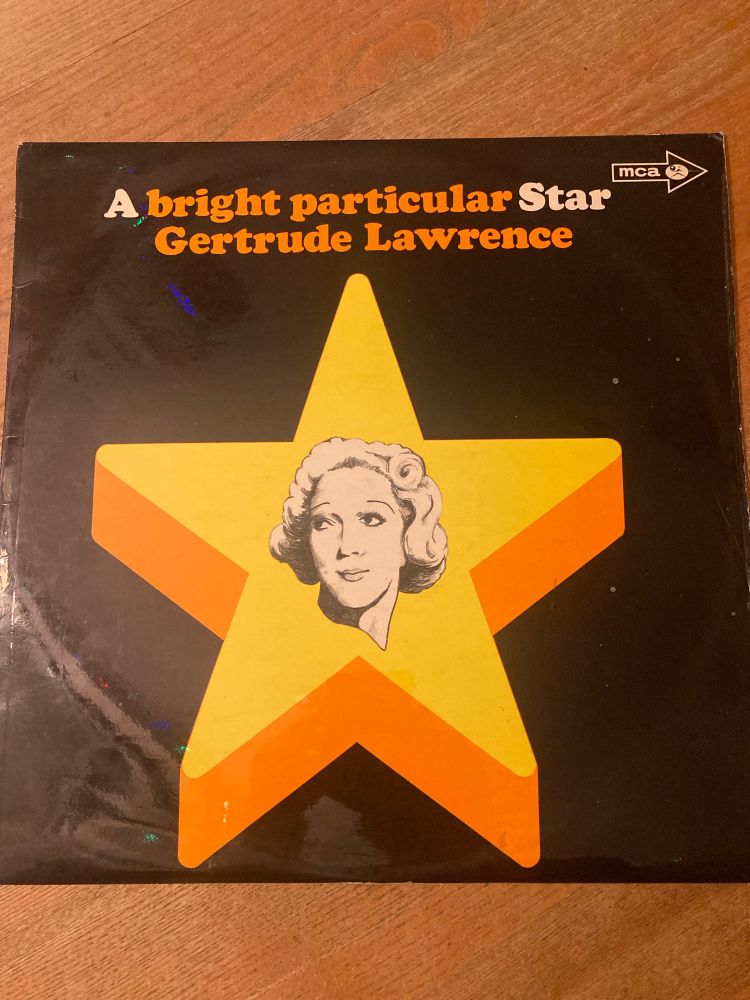 mca
A bright particular Star
Gertrude Lawrence